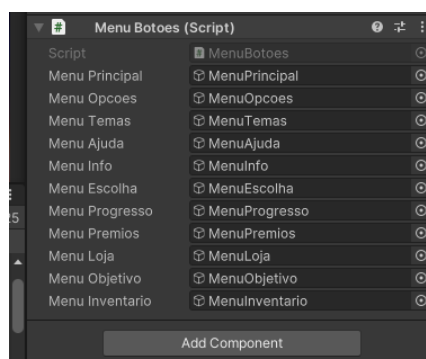 Menu Botoes (Script)
Script MenuBotoes
Menu Principal MenuPrincipal
Menu Opcoes MenuOpcoes
Menu Temas MenuTemas
Menu Ajuda MenuAjuda
Menu Info MenuInfo
Menu Escolha MenuEscolha
Menu Progresso MenuProgresso
Menu Premios MenuPremios
Menu Loja MenuLoja
Menu Objetivo MenuObjetivo
Menu Inventario MenuInventario
Add Component